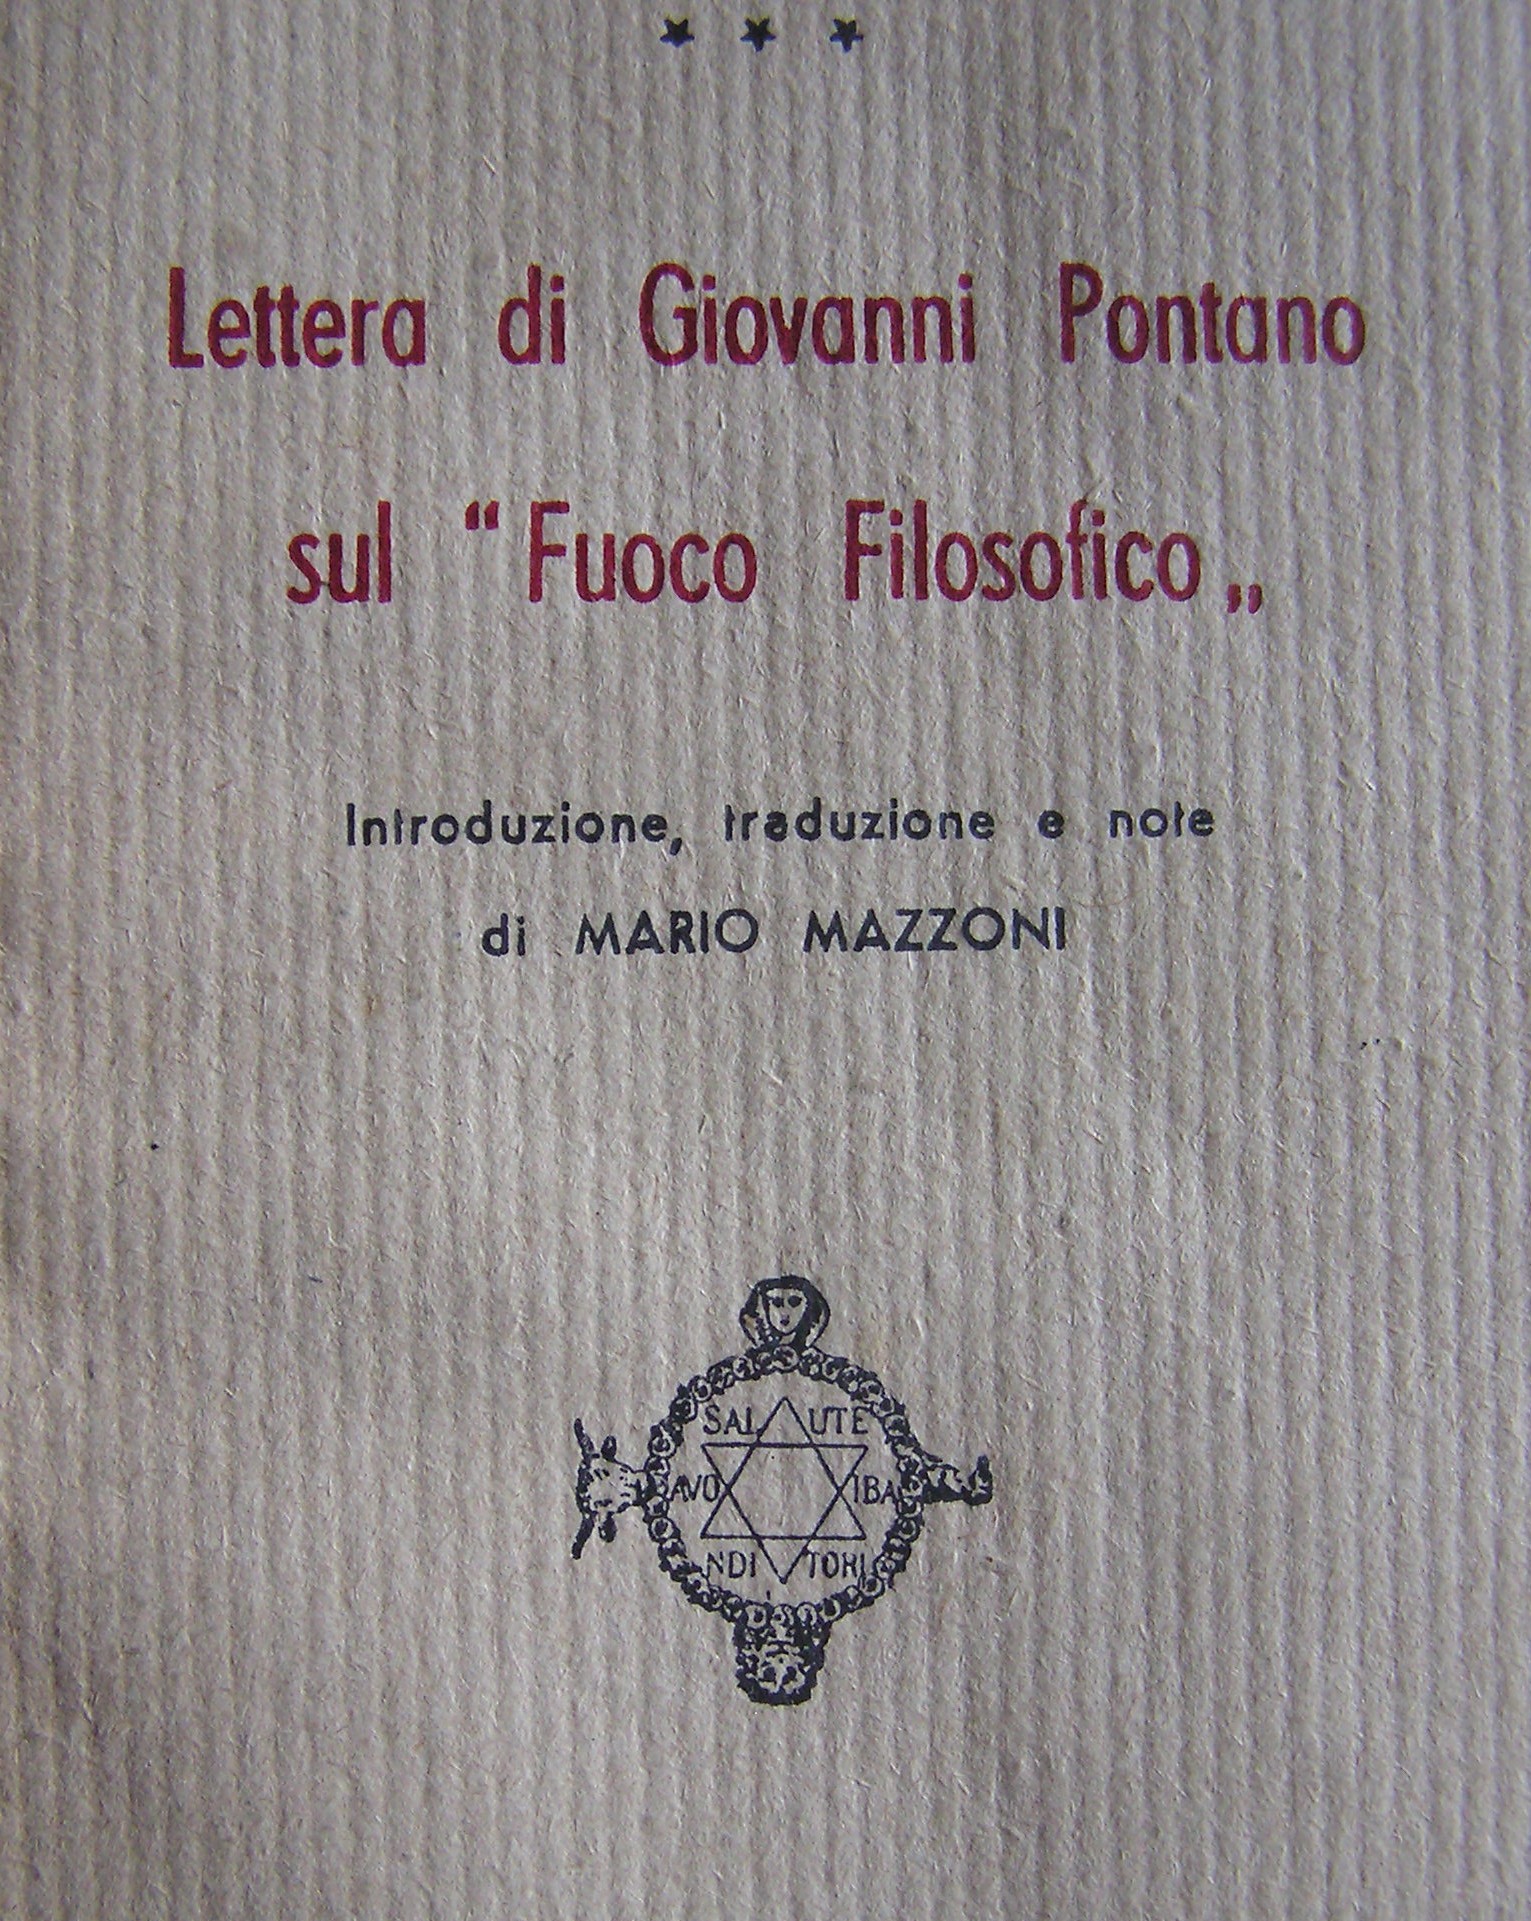 Lettera di Giovanni Pontano
sul “Fuoco Filosofico„
Introduzione, traduzione e note
di MARIO MAZZONI
SAL UTE
AVO IBA
NDI TORI